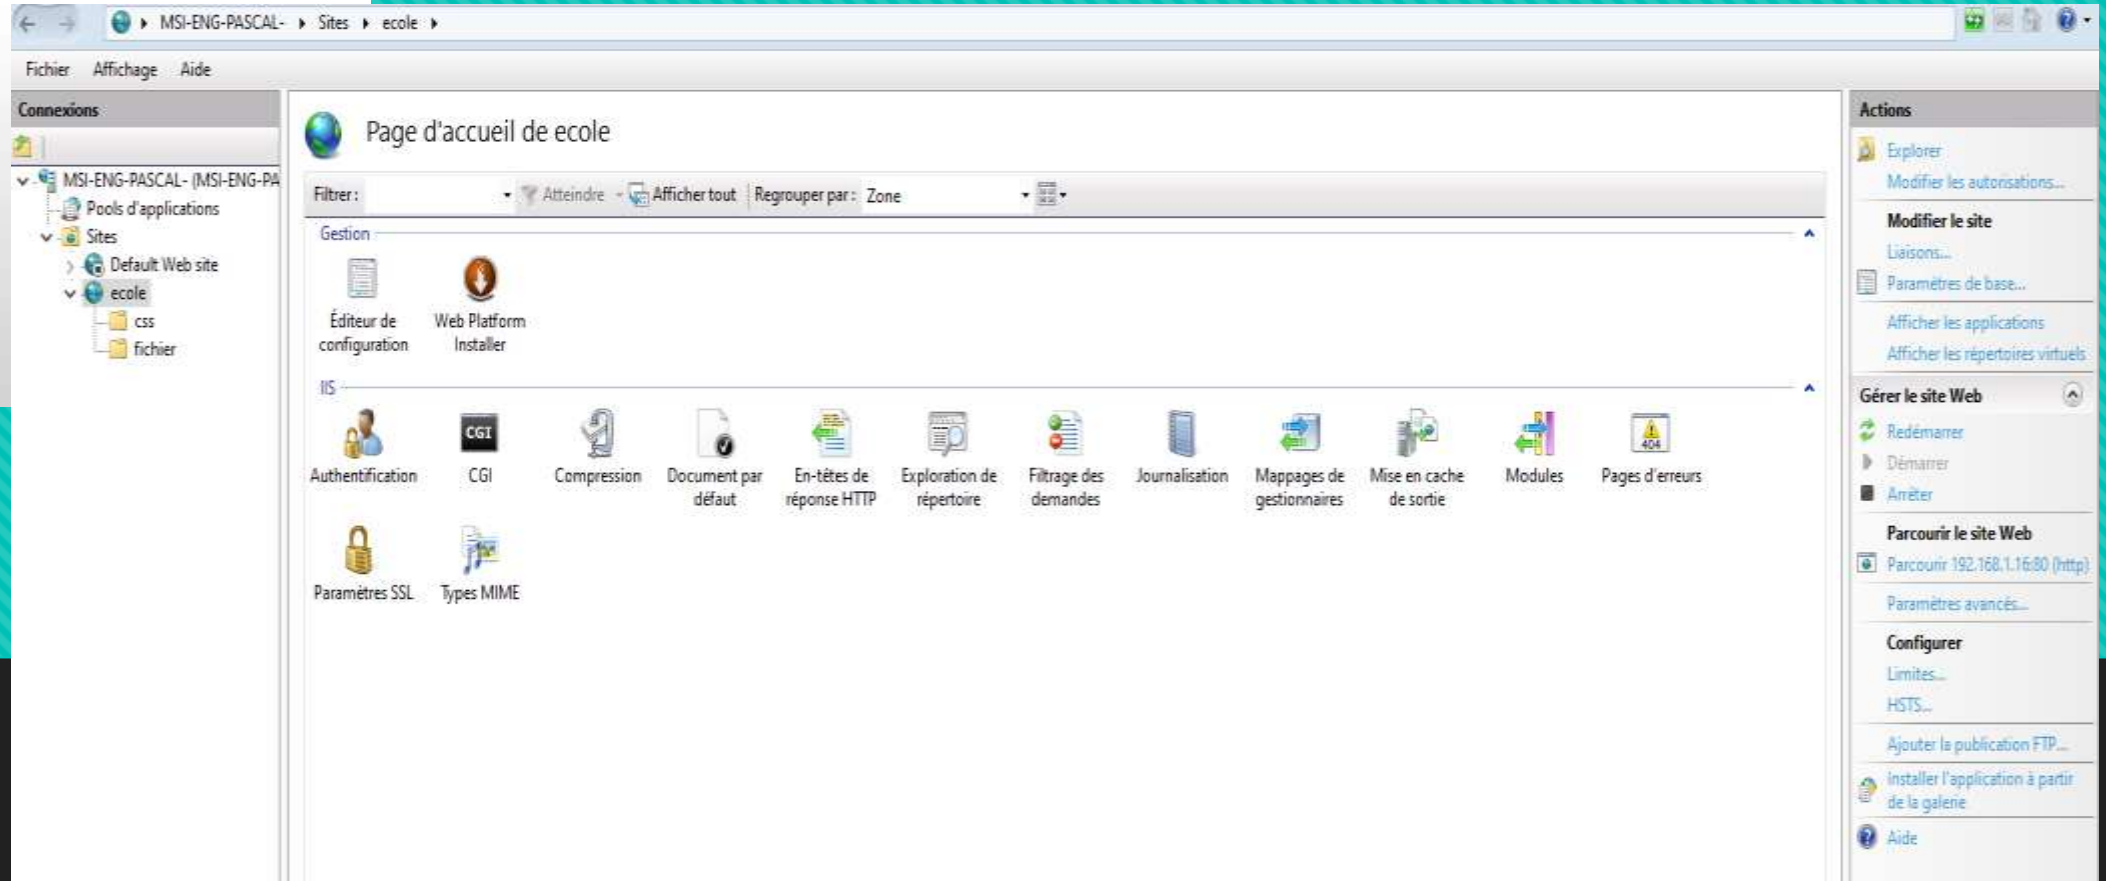 MSI-ENG-PASCAL- Sites ecole
Fichier Affichage Aide
Connexions
MSI-ENG-PASCAL- (MSI-ENG-PA
Pools d'applications
Sites
Default Web site
ecole
css
fichier
Page d'accueil de ecole
Filtrer : Atteindre Afficher tout Regrouper par : Zone
Gestion
Éditeur de configuration
Web Platform Installer
IIS
Authentification
CGI
CGI
Compression
Document par défaut
En-têtes de réponse HTTP
Exploration de répertoire
Filtrage des demandes
Journalisation
Mappages de gestionnaires
Mise en cache de sortie
Modules
404
Pages d'erreurs
Paramètres SSL
Types MIME
Actions
Explorer
Modifier les autorisations...
Modifier le site
Liaisons...
Paramètres de base...
Afficher les applications
Afficher les répertoires virtuels
Gérer le site Web
Redémarrer
Démarrer
Arrêter
Parcourir le site Web
Parcourir 192.168.1.16:80 (http)
Paramètres avancés...
Configurer
Limites...
HSTS...
Ajouter la publication FTP...
Installer l'application à partir
de la galerie
Aide